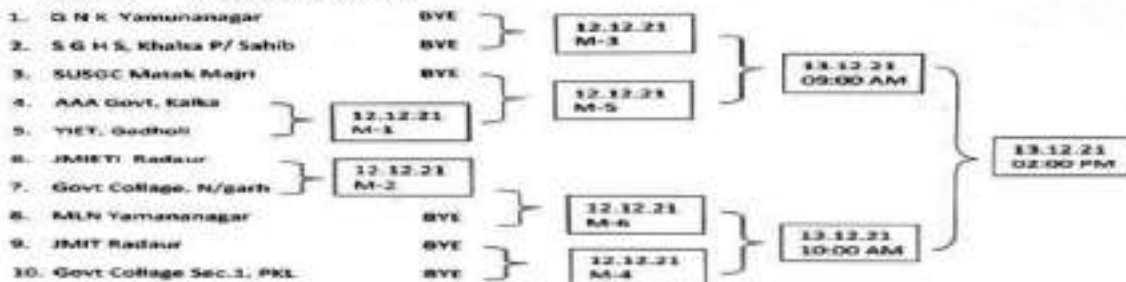 1. G N K Yamunanagar BYE
12.12.21
M-3
2. S G H S, Khalsa P/ Sahib BYE
3. SUSGC Matak Majri BYE
12.12.21
M-5
13.12.21
09:00 AM
4. AAA Govt, Kalka
12.12.21
M-1
5. YIET, Gadholi
13.12.21
02:00 PM
6. JMIETI Radaur
12.12.21
M-2
7. Govt Collage, N/garh
8. MLN Yamananagar BYE
12.12.21
M-6
9. JMIT Radaur BYE
13.12.21
10:00 AM
10. Govt Collage Sec.1, PKL BYE
12.12.21
M-4